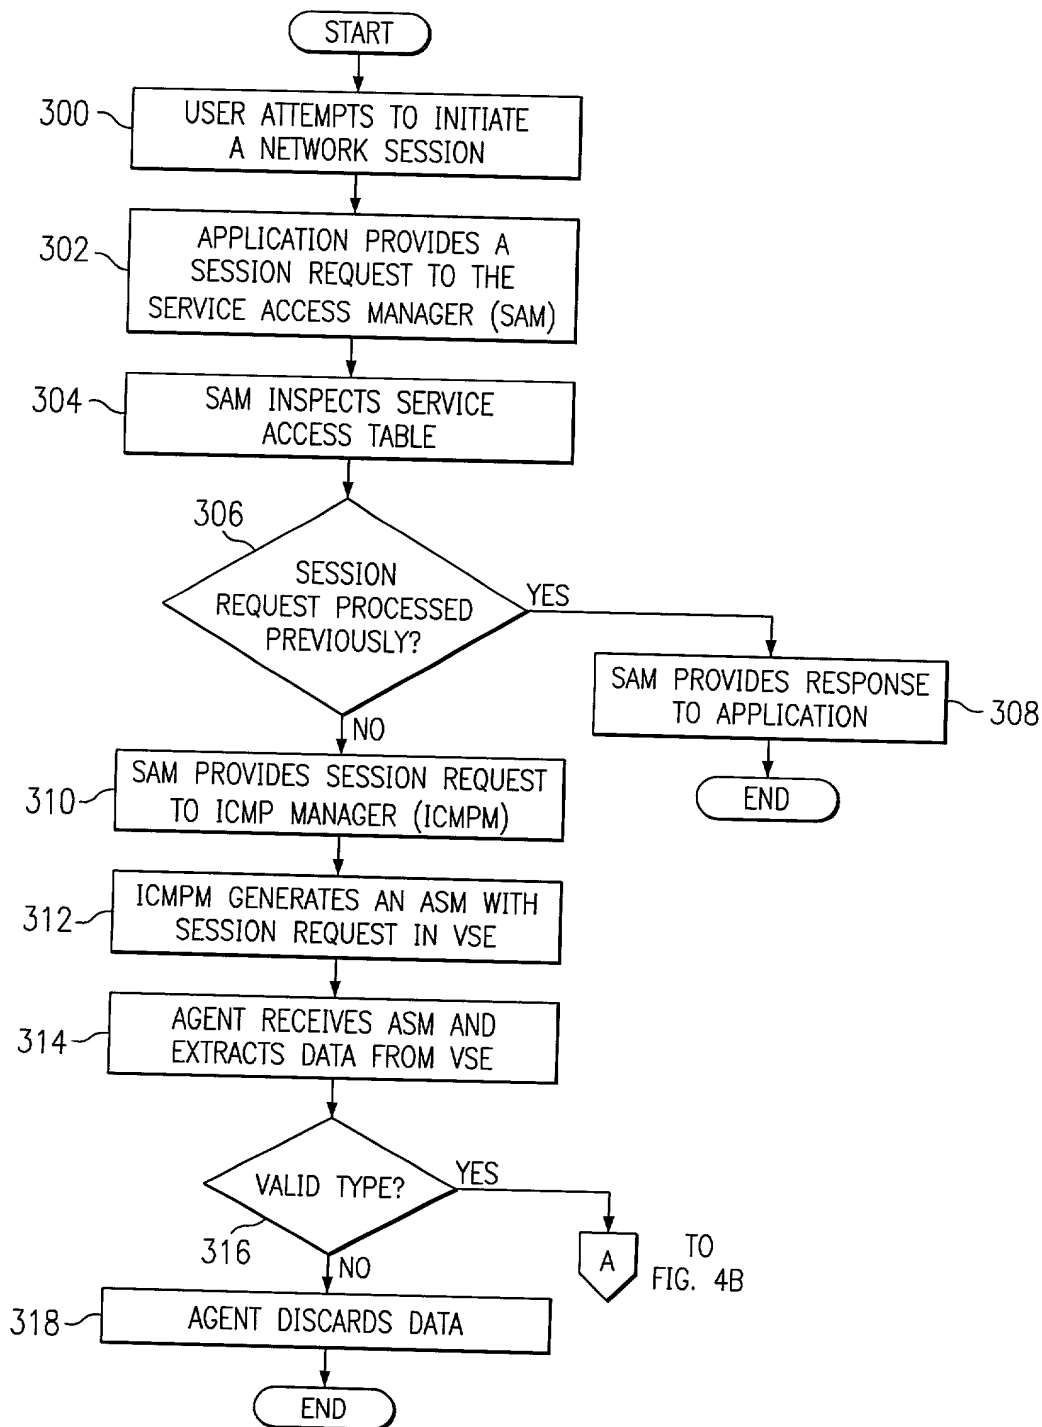 START
300
USER ATTEMPTS TO INITIATE
A NETWORK SESSION
302
APPLICATION PROVIDES A
SESSION REQUEST TO THE
SERVICE ACCESS MANAGER (SAM)
304
SAM INSPECTS SERVICE
ACCESS TABLE
306
SESSION
REQUEST PROCESSED
PREVIOUSLY?
YES
SAM PROVIDES RESPONSE
TO APPLICATION
308
END
NO
310
SAM PROVIDES SESSION REQUEST
TO ICMP MANAGER (ICMPM)
312
ICMPM GENERATES AN ASM WITH
SESSION REQUEST IN VSE
314
AGENT RECEIVES ASM AND
EXTRACTS DATA FROM VSE
VALID TYPE?
316
YES
A
TO
FIG. 4B
NO
318
AGENT DISCARDS DATA
END